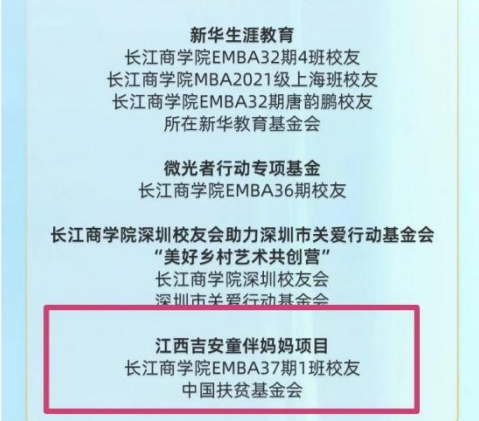 新华生涯教育
长江商学院EMBA32期4班校友
长江商学院MBA2021级上海班校友
长江商学院EMBA32期唐韵鹏校友
所在新华教育基金会
微光者行动专项基金
长江商学院EMBA36期校友
长江商学院深圳校友会助力深圳市关爱行动基金会
“美好乡村艺术共创营”
长江商学院深圳校友会
深圳市关爱行动基金会
江西吉安童伴妈妈项目
长江商学院EMBA37期1班校友
中国扶贫基金会